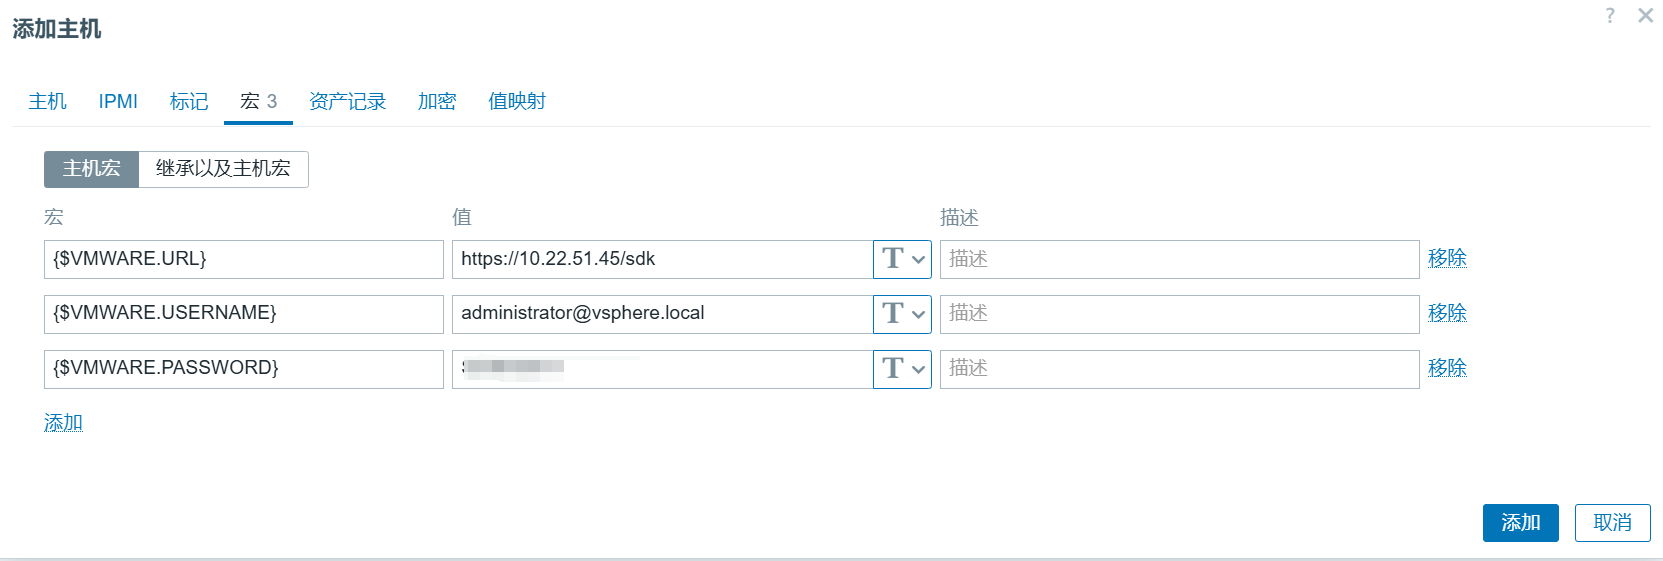 添加主机
?
主机 IPMI 标记 宏 3 资产记录 加密 值映射
主机宏 继承以及主机宏
宏 值 描述
{$VMWARE.URL} https://10.22.51.45/sdk T 描述 移除
{$VMWARE.USERNAME} administrator@vsphere.local T 描述 移除
{$VMWARE.PASSWORD} T 描述 移除
添加
添加 取消